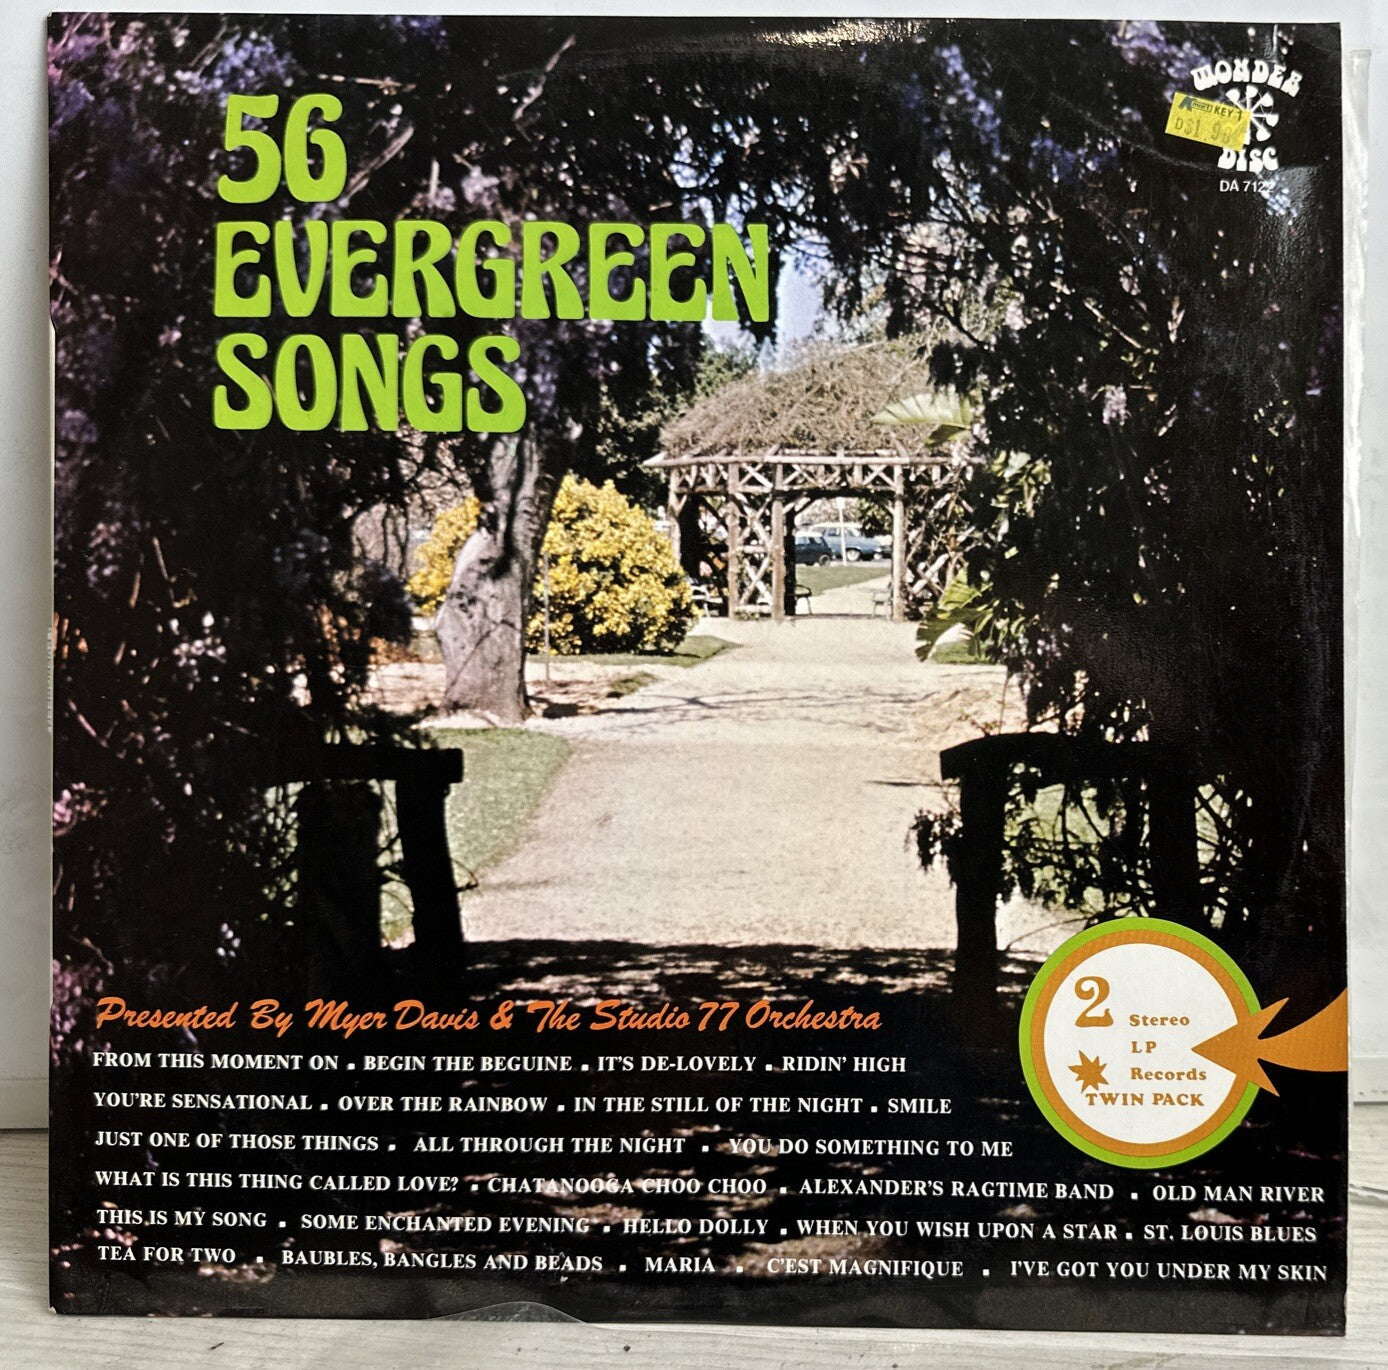 56
EVERGREEN
SONGS
WONDER
DISC
DA 7122
KEY
Presented By Myer Davis & The Studio 77 Orchestra
FROM THIS MOMENT ON . BEGIN THE BEGUINE . IT'S DE-LOVELY . RIDIN' HIGH
YOU'RE SENSATIONAL . OVER THE RAINBOW . IN THE STILL OF THE NIGHT . SMILE
JUST ONE OF THOSE THINGS . ALL THROUGH THE NIGHT . YOU DO SOMETHING TO ME
WHAT IS THIS THING CALLED LOVE? . CHATANOOGA CHOO CHOO . ALEXANDER'S RAGTIME BAND . OLD MAN RIVER
THIS IS MY SONG . SOME ENCHANTED EVENING . HELLO DOLLY . WHEN YOU WISH UPON A STAR . ST. LOUIS BLUES
TEA FOR TWO . BAUBLES, BANGLES AND BEADS . MARIA . C'EST MAGNIFIQUE . I'VE GOT YOU UNDER MY SKIN
2 Stereo
LP
Records
TWIN PACK